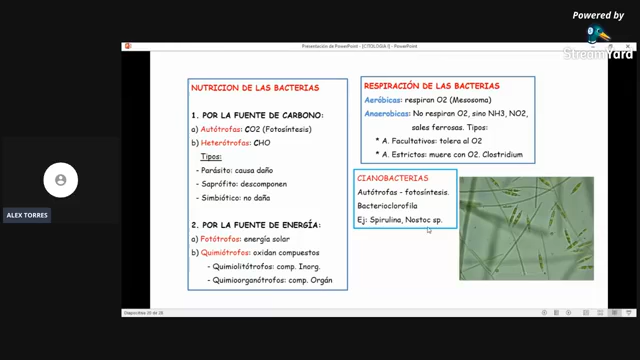 Powered by
StreamYard
Presentación de PowerPoint - [CITOLOGIA I] - PowerPoint
NUTRICION DE LAS BACTERIAS
1. POR LA FUENTE DE CARBONO:
a) Autótrofas: CO2 (Fotosíntesis)
b) Heterótrofas: CHO
Tipos:
- Parásito: causa daño
- Saprófito: descomponen
- Simbiótico: no daña
2. POR LA FUENTE DE ENERGÍA:
a) Fotótrofos: energía solar
b) Quimiótrofos: oxidan compuestos
- Quimiolitótrofos: comp. Inorg.
- Quimioorganótrofos: comp. Orgán
RESPIRACIÓN DE LAS BACTERIAS
Aeróbicas: respiran O2 (Mesosoma)
Anaerobicas: No respiran O2, sino NH3, NO2,
sales ferrosas. Tipos:
* A. Facultativos: tolera al O2
* A. Estrictos: muere con O2. Clostridium
CIANOBACTERIAS
Autótrofas - fotosíntesis.
Bacterioclorofila
Ej: Spirulina, Nostoc sp.
ALEX TORRES